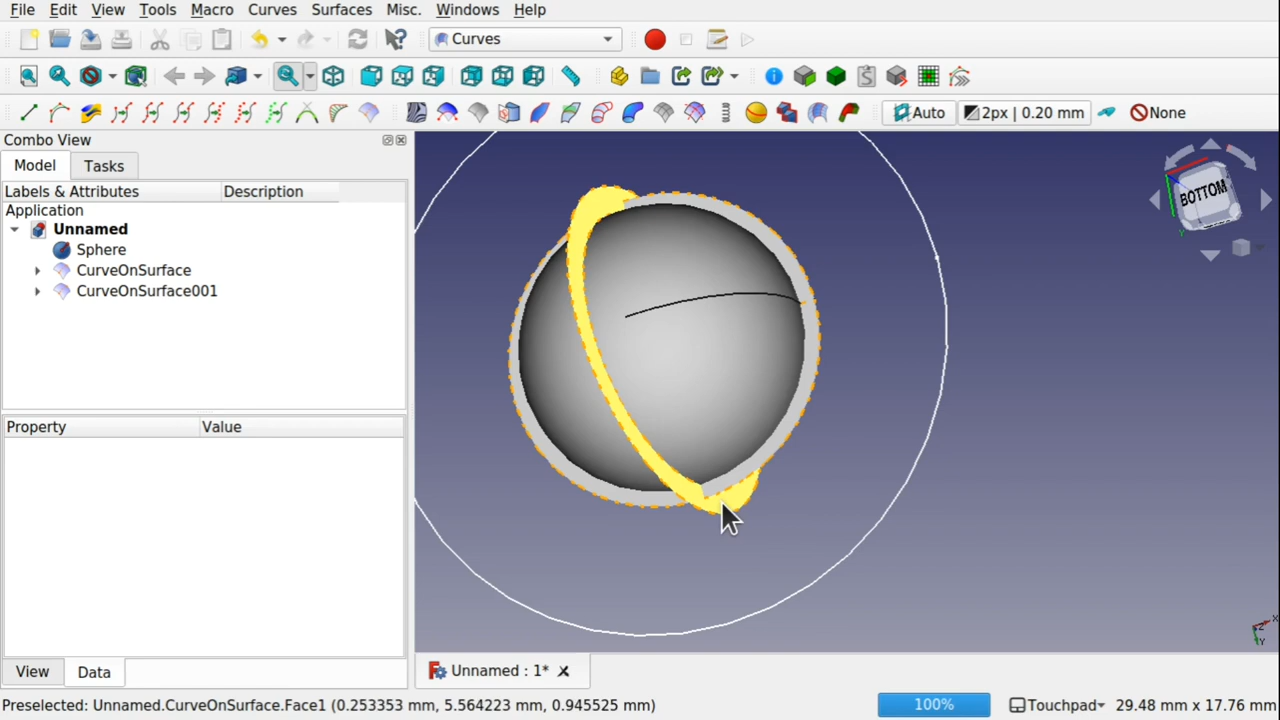 File Edit View Tools Macro Curves Surfaces Misc. Windows Help
Curves
Auto 2px | 0.20 mm None
Combo View
Model Tasks
Labels & Attributes Description
Application
Unnamed
Sphere
CurveOnSurface
CurveOnSurface001
Property Value
View Data
BOTTOM
Y
X
Z
Y
Unnamed : 1*
Preselected: Unnamed.CurveOnSurface.Face1 (0.253353 mm, 5.564223 mm, 0.945525 mm) 100% Touchpad 29.48 mm x 17.76 mm